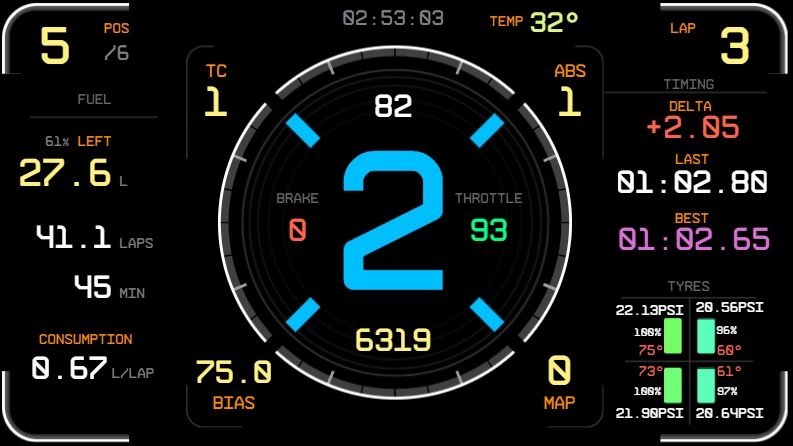 5 POS /6
02:53:03
TEMP 32°
LAP 3
FUEL
61% LEFT
27.6 L
41.1 LAPS
45 MIN
CONSUMPTION
0.67 L/LAP
TC
1
ABS
1
82
BRAKE
0
2
THROTTLE
93
6319
75.0
BIAS
0
MAP
TIMING
DELTA
+2.05
LAST
01:02.80
BEST
01:02.65
TYRES
22.13PSI 20.56PSI
100% 96%
75° 60°
73° 61°
100% 97%
21.90PSI 20.64PSI